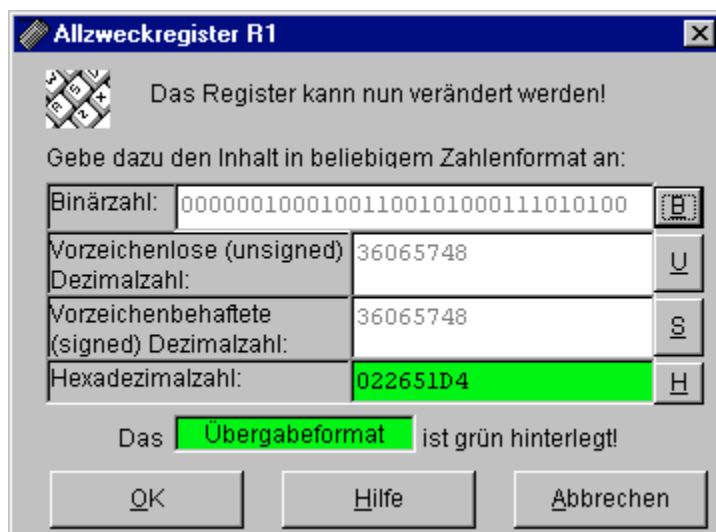 Allzweckregister R1
Das Register kann nun verändert werden!
Gebe dazu den Inhalt in beliebigem Zahlenformat an:
Binärzahl: 00000010001001100101000111010100 B
Vorzeichenlose (unsigned) 36065748 U
Dezimalzahl:
Vorzeichenbehaftete 36065748 S
(signed) Dezimalzahl:
Hexadezimalzahl: 022651D4 H
Das Übergabeformat ist grün hinterlegt!
OK Hilfe Abbrechen